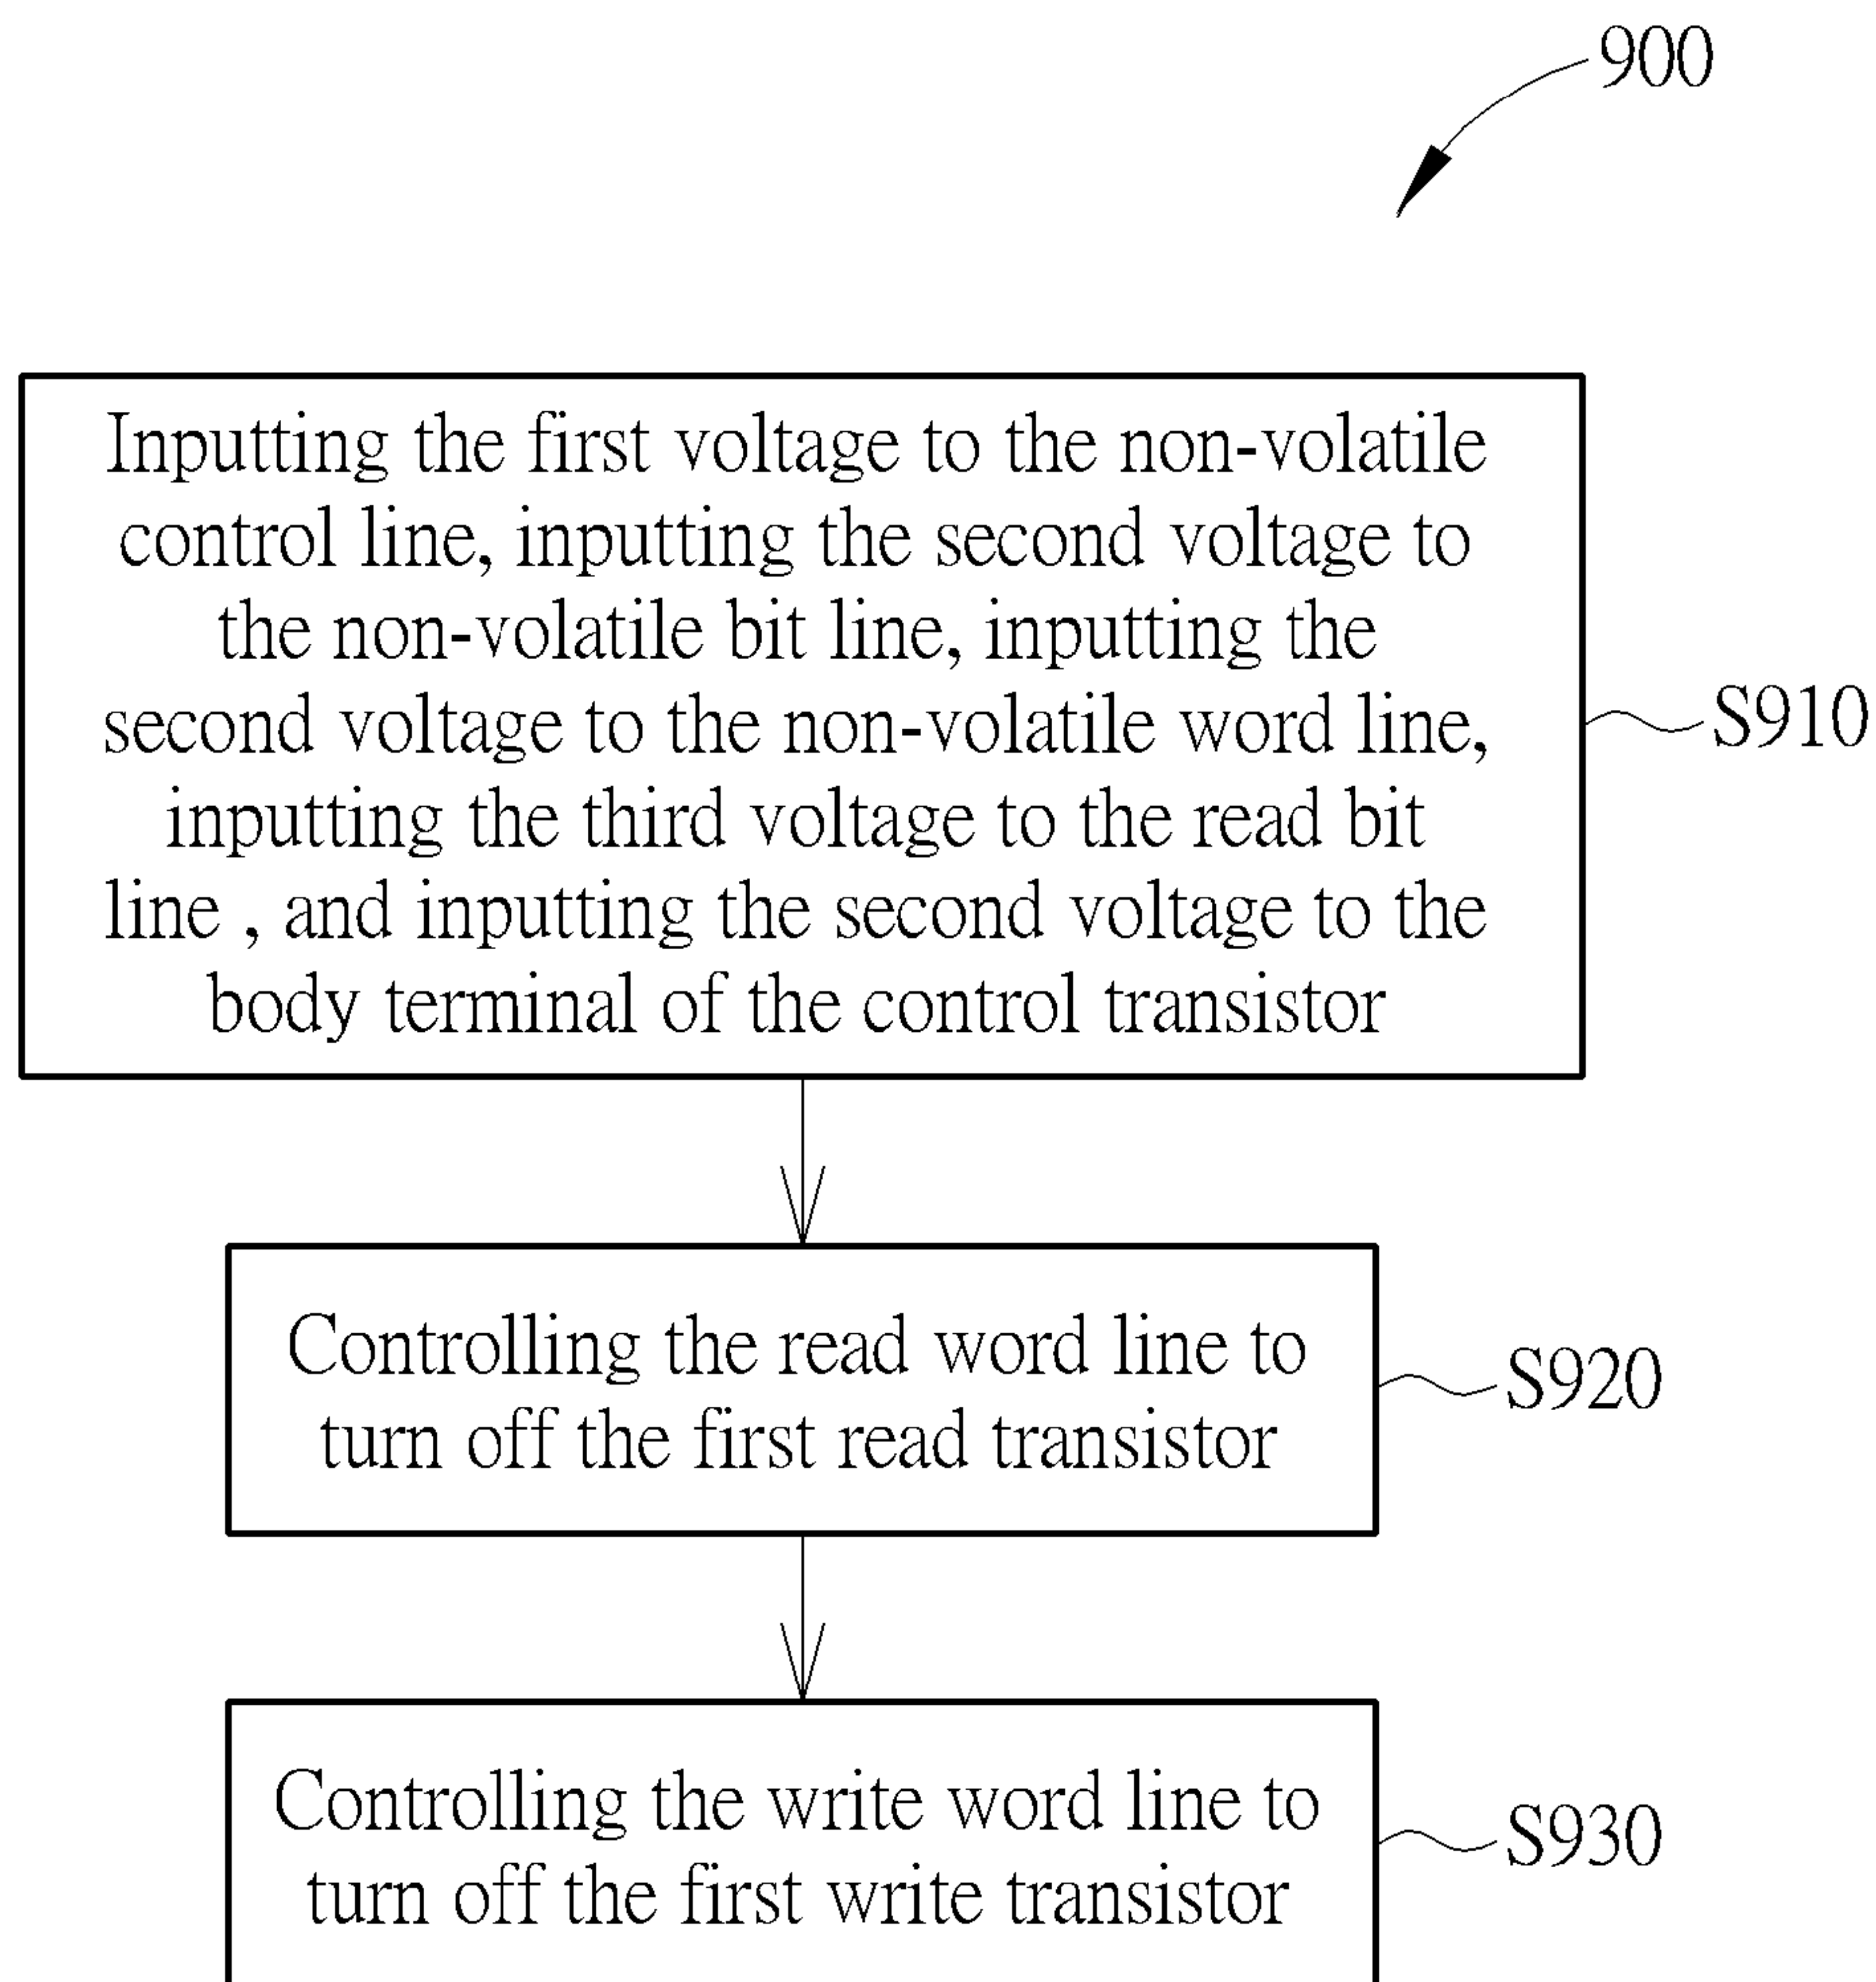 900
Inputting the first voltage to the non-volatile
control line, inputting the second voltage to
the non-volatile bit line, inputting the
second voltage to the non-volatile word line,
inputting the third voltage to the read bit
line , and inputting the second voltage to the
body terminal of the control transistor
S910
Controlling the read word line to
turn off the first read transistor
S920
Controlling the write word line to
turn off the first write transistor
S930